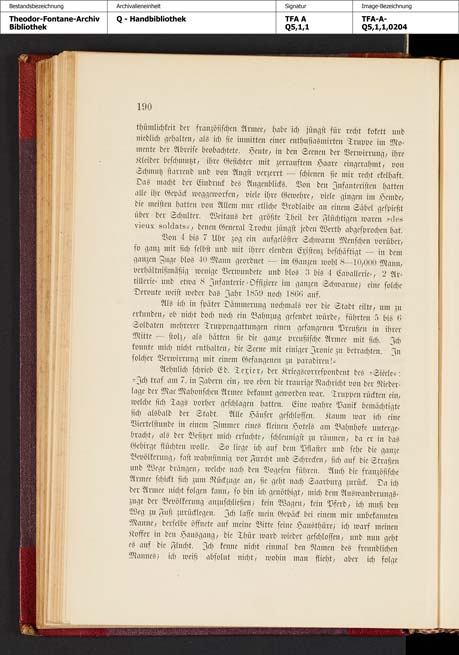 Bestandsbezeichnung
Archivalieneinheit
Signatur
Image-Bezeichnung
Theodor-Fontane-Archiv
Bibliothek
Q - Handbibliothek
TFA A
Q5,1,1
TFA-A-
Q5,1,1,0204
190
thümlichkeit der französischen Armee, habe ich jüngst für recht kokett und
niedlich gehalten, als ich sie inmitten einer enthusiasmirten Truppe im Mo-
mente der Abreise beobachtete. Heute, in den Scenen der Verwirrung, ihre
Kleider beschmutzt, ihre Gesichter mit zerrauftem Haare eingerahmt, von
Schmutz starrend und von Angst verzerrt — schienen sie mir recht ekelhaft.
Das macht der Eindruck des Augenblicks. Von den Infanteristen hatten
alle ihr Gepäck weggeworfen, viele ihre Gewehre, viele gingen im Hemde,
die meisten hatten von Allem nur etliche Brodlaibe an einem Säbel gespießt
über der Schulter. Weitaus der größte Theil der Flüchtigen waren »des
vieux soldats«, denen General Trochu jüngst jeden Werth abgesprochen hat.
Von 4 bis 7 Uhr zog ein aufgelöster Schwarm Menschen vorüber,
so ganz mit sich selbst und mit ihrer elenden Existenz beschäftigt — in dem
ganzen Zuge blos 40 Mann geordnet — im Ganzen wohl 8—10,000 Mann,
verhältnißmäßig wenige Verwundete und blos 3 bis 4 Cavallerie-, 2 Ar-
tillerie- und etwa 8 Infanterie-Offiziere im ganzen Schwarme; eine solche
Deroute weist weder das Jahr 1859 noch 1866 auf.
Als ich in später Dämmerung nochmals vor die Stadt eilte, um zu
erkunden, ob nicht doch noch ein Bahnzug gesendet würde, führten 5 bis 6
Soldaten mehrerer Truppengattungen einen gefangenen Preußen in ihrer
Mitte — stolz, als hätten sie die ganze preußische Armee mit sich. Ich
konnte mich nicht enthalten, die Scene mit einiger Ironie zu betrachten. In
solcher Verwirrung mit einem Gefangenen zu paradiren!«
Aehnlich schrieb Ed. Texier, der Kriegscorrespondent des »Siècle«:
»Ich traf am 7. in Zabern ein, wo eben die traurige Nachricht von der Nieder-
lage der Mac Mahonschen Armee bekannt geworden war. Truppen rückten ein,
welche sich Tags vorher geschlagen hatten. Eine wahre Panik bemächtigte
sich alsbald der Stadt. Alle Häuser geschlossen. Kaum war ich eine
Viertelstunde in einem Zimmer eines kleinen Hotels am Bahnhofe unterge-
bracht, als der Besitzer mich ersuchte, schleunigst zu räumen, da er in das
Gebirge flüchten wolle. So liege ich auf dem Pflaster und sehe die ganze
Bevölkerung, fast wahnsinnig vor Furcht und Schrecken, sich auf die Straßen
und Wege drängen, welche nach den Vogesen führen. Auch die französische
Armee schickt sich zum Rückzuge an, sie geht nach Saarburg zurück. Da ich
der Armee nicht folgen kann, so bin ich genöthigt, mich dem Auswanderungs-
zuge der Bevölkerung anzuschließen; kein Wagen, kein Pferd, ich muß den
Weg zu Fuß zurücklegen. Ich lasse mein Gepäck bei einem mir unbekannten
Manne, derselbe öffnete auf meine Bitte seine Hausthür; ich warf meinen
Koffer in den Hausgang, die Thür ward wieder geschlossen, und nun geht
es auf die Flucht. Ich kenne nicht einmal den Namen des freundlichen
Mannes; ich weiß absolut nicht, wohin man flieht, aber ich folge